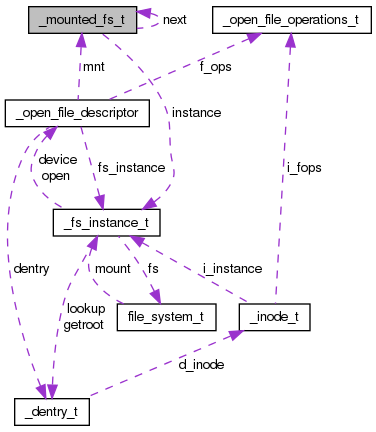 _mounted_fs_t
next
_open_file_operations_t
mnt
f_ops
_open_file_descriptor
instance
device
open
fs_instance
i_fops
_fs_instance_t
dentry
lookup
getroot
mount
fs
i_instance
file_system_t
_inode_t
d_inode
_dentry_t